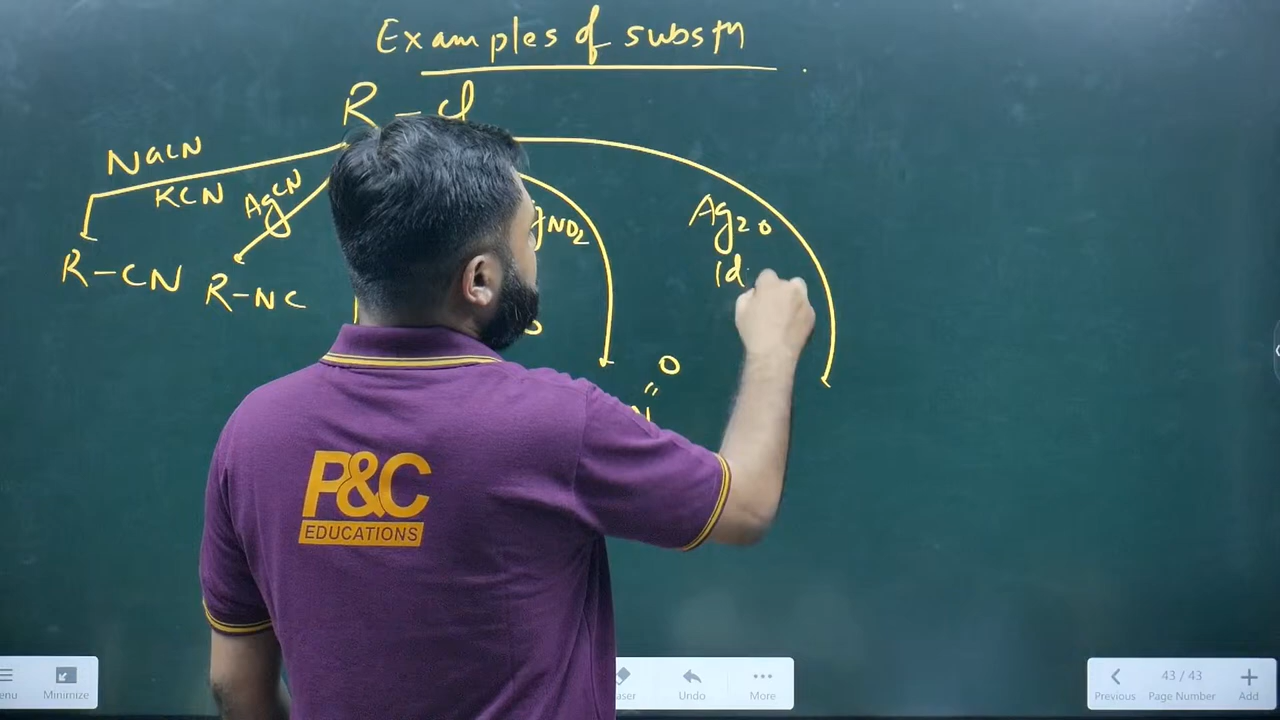 Examples of substn
R - Cl
NaCN
KCN
AgCN
NO2
Ag2O
(d
R-CN
R-NC
O
O
N
P&C
EDUCATIONS
Minimize
Undo
More
Previous
43 / 43
Page Number
Add